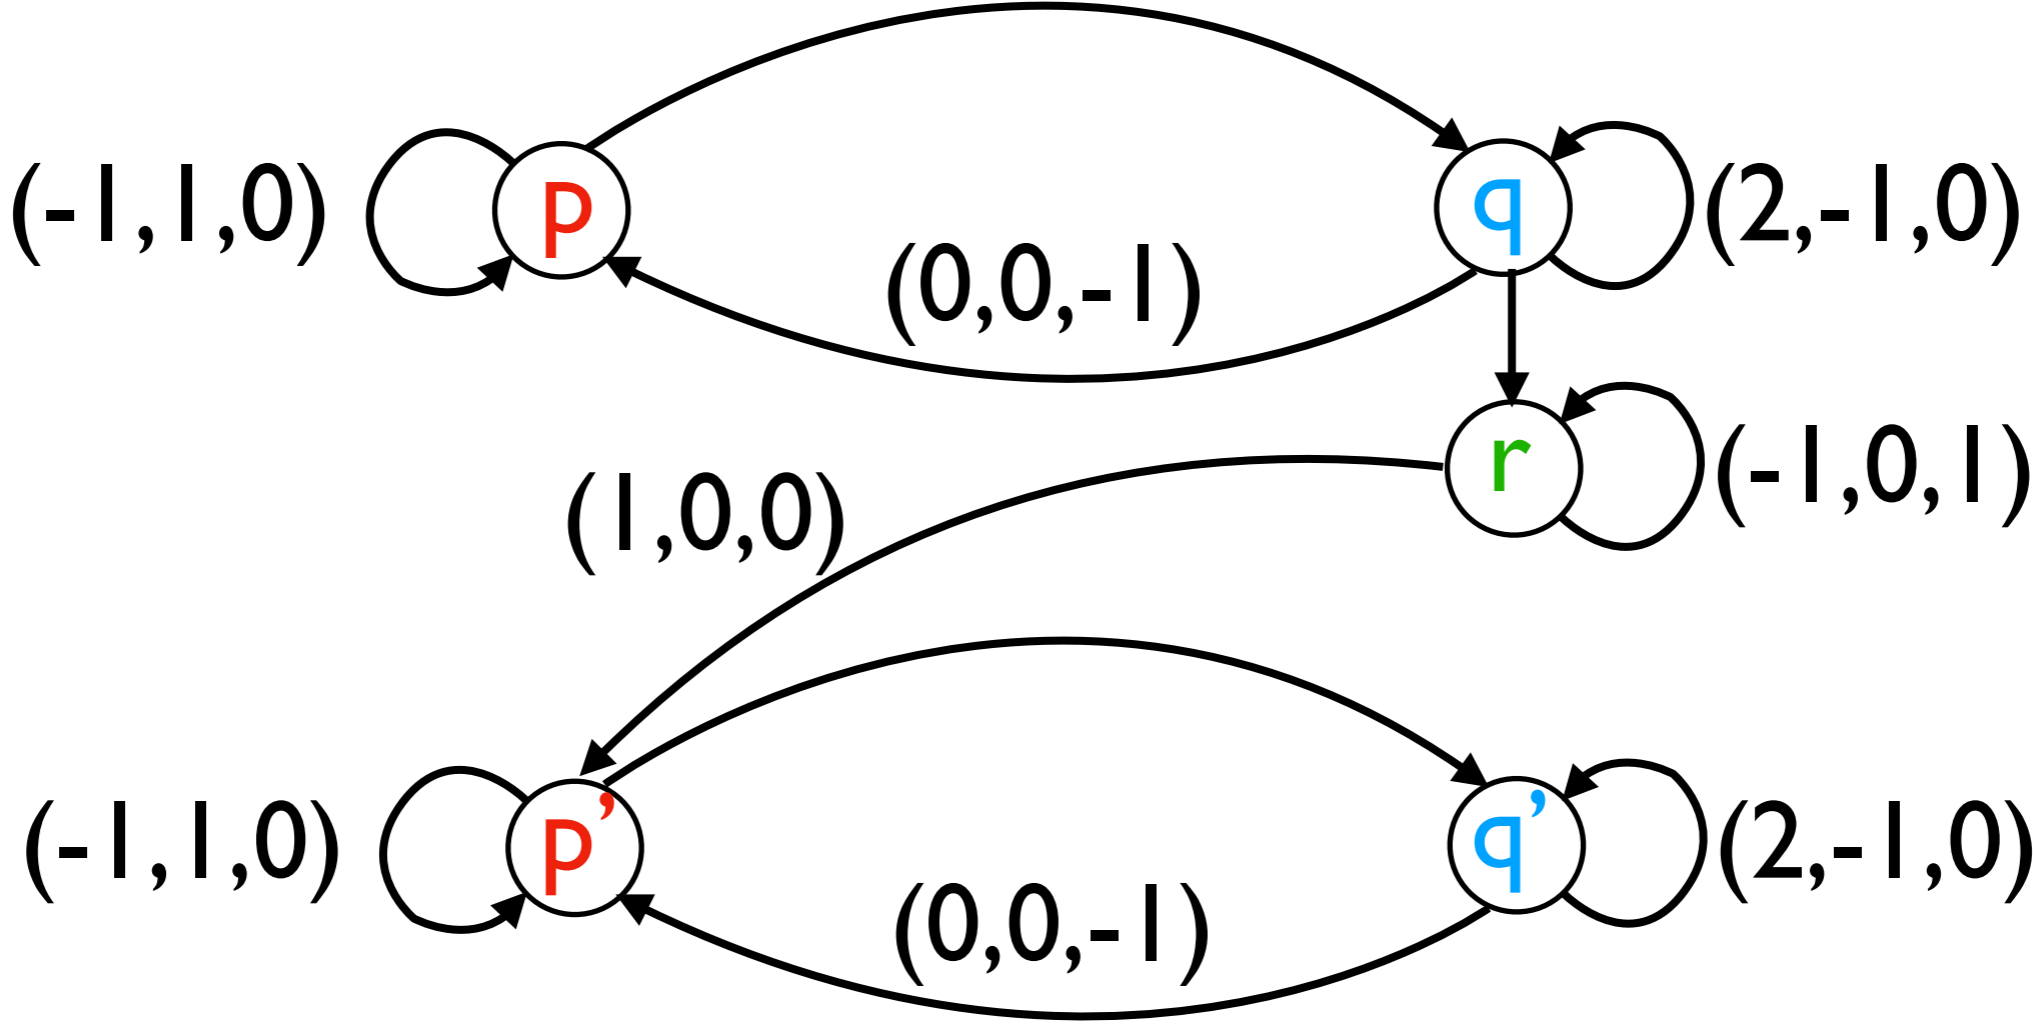 (-1,1,0)
p
q
(2,-1,0)
(0,0,-1)
r
(-1,0,1)
(1,0,0)
(-1,1,0)
p’
q’
(2,-1,0)
(0,0,-1)